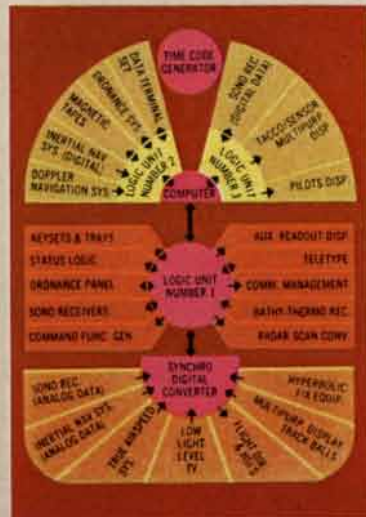 TIME CODE
GENERATOR
DATA TERMINAL
SET
ORDNANCE SYS.
MAGNETIC
TAPES
INERTIAL NAV
SYS (DIGITAL)
DOPPLER
NAVIGATION SYS
LOGIC UNIT
NUMBER 2
SONO REC.
(DIGITAL DATA)
TACCO/SENSOR
MULTIPURP.
DISP.
PILOTS DISP.
LOGIC UNIT
NUMBER 3
COMPUTER
KEYSETS & TRAYS
STATUS LOGIC
ORDNANCE PANEL
SONO RECEIVERS
COMMAND FUNC. GEN
LOGIC UNIT
NUMBER 1
AUX. READOUT DISP.
TELETYPE
COMM. MANAGEMENT
BATHY-THERMO REC.
RADAR SCAN CONV.
SYNCHRO
DIGITAL
CONVERTER
SONO REC.
(ANALOG DATA)
INERTIAL NAV SYS.
(ANALOG DATA)
TRUE AIRSPEED
SYS.
LOW
LIGHT
LEVEL
TV
FLIGHT DIR.
MULTIPURP. DISPLAY
TRACK BALLS
HYPERBOLIC
FIX EQUIP.